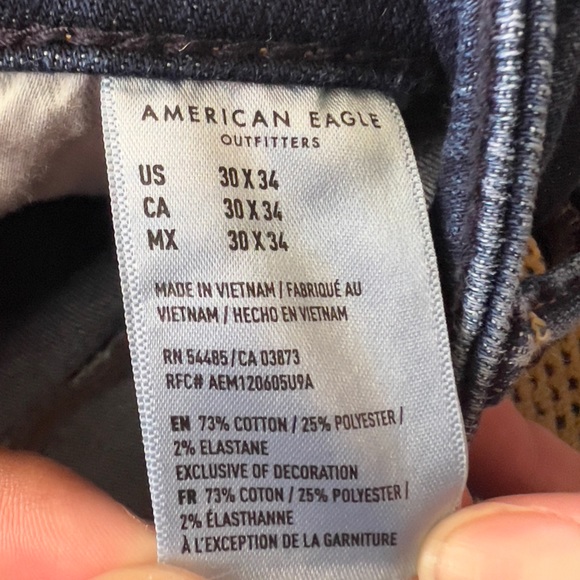 AMERICAN EAGLE
OUTFITTERS
US 30 X 34
CA 30 X 34
MX 30 X 34
MADE IN VIETNAM / FABRIQUÉ AU
VIETNAM / HECHO EN VIETNAM
RN 54485 / CA 03873
RFC# AEM120605U9A
EN 73% COTTON / 25% POLYESTER /
2% ELASTANE
EXCLUSIVE OF DECORATION
FR 73% COTON / 25% POLYESTER /
2% ÉLASTHANNE
À L'EXCEPTION DE LA GARNITURE